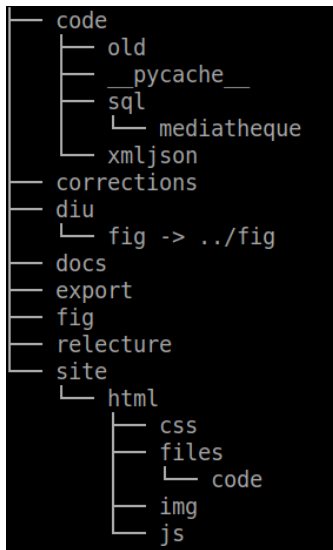 code
old
__pycache__
sql
mediatheque
xmljson
corrections
diu
fig -> ../fig
docs
export
fig
relecture
site
html
css
files
code
img
js